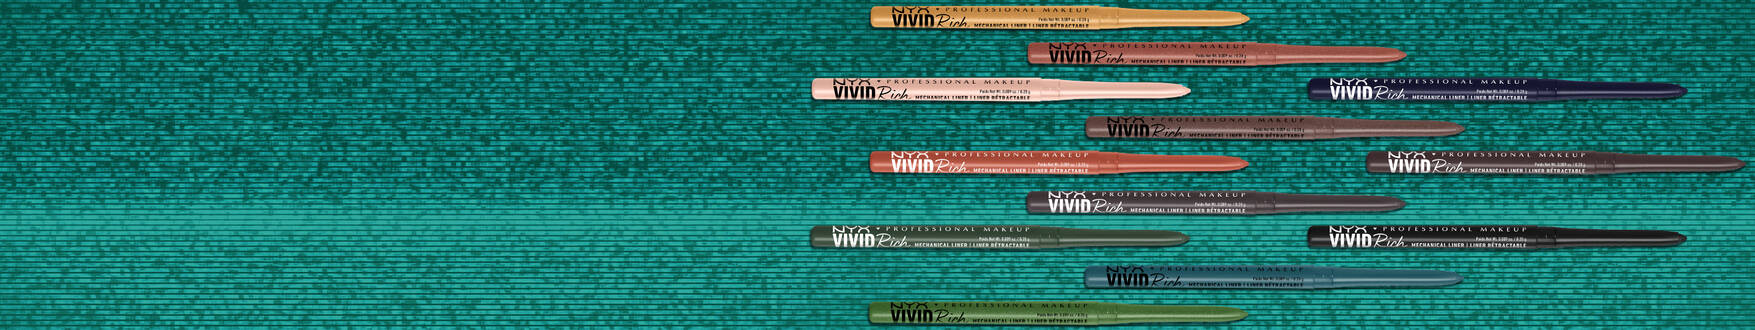 NYX PROFESSIONAL MAKEUP
VIVID Rich MECHANICAL LINER | LINER RÉTRACTABLE
NYX PROFESSIONAL MAKEUP
VIVID Rich MECHANICAL LINER | LINER RÉTRACTABLE
NYX PROFESSIONAL MAKEUP
VIVID Rich MECHANICAL LINER | LINER RÉTRACTABLE
NYX PROFESSIONAL MAKEUP
VIVID Rich MECHANICAL LINER | LINER RÉTRACTABLE
NYX PROFESSIONAL MAKEUP
VIVID Rich MECHANICAL LINER | LINER RÉTRACTABLE
NYX PROFESSIONAL MAKEUP
VIVID Rich MECHANICAL LINER | LINER RÉTRACTABLE
NYX PROFESSIONAL MAKEUP
VIVID Rich MECHANICAL LINER | LINER RÉTRACTABLE
NYX PROFESSIONAL MAKEUP
VIVID Rich MECHANICAL LINER | LINER RÉTRACTABLE
NYX PROFESSIONAL MAKEUP
VIVID Rich MECHANICAL LINER | LINER RÉTRACTABLE
NYX PROFESSIONAL MAKEUP
VIVID Rich MECHANICAL LINER | LINER RÉTRACTABLE
NYX PROFESSIONAL MAKEUP
VIVID Rich MECHANICAL LINER | LINER RÉTRACTABLE
NYX PROFESSIONAL MAKEUP
VIVID Rich MECHANICAL LINER | LINER RÉTRACTABLE